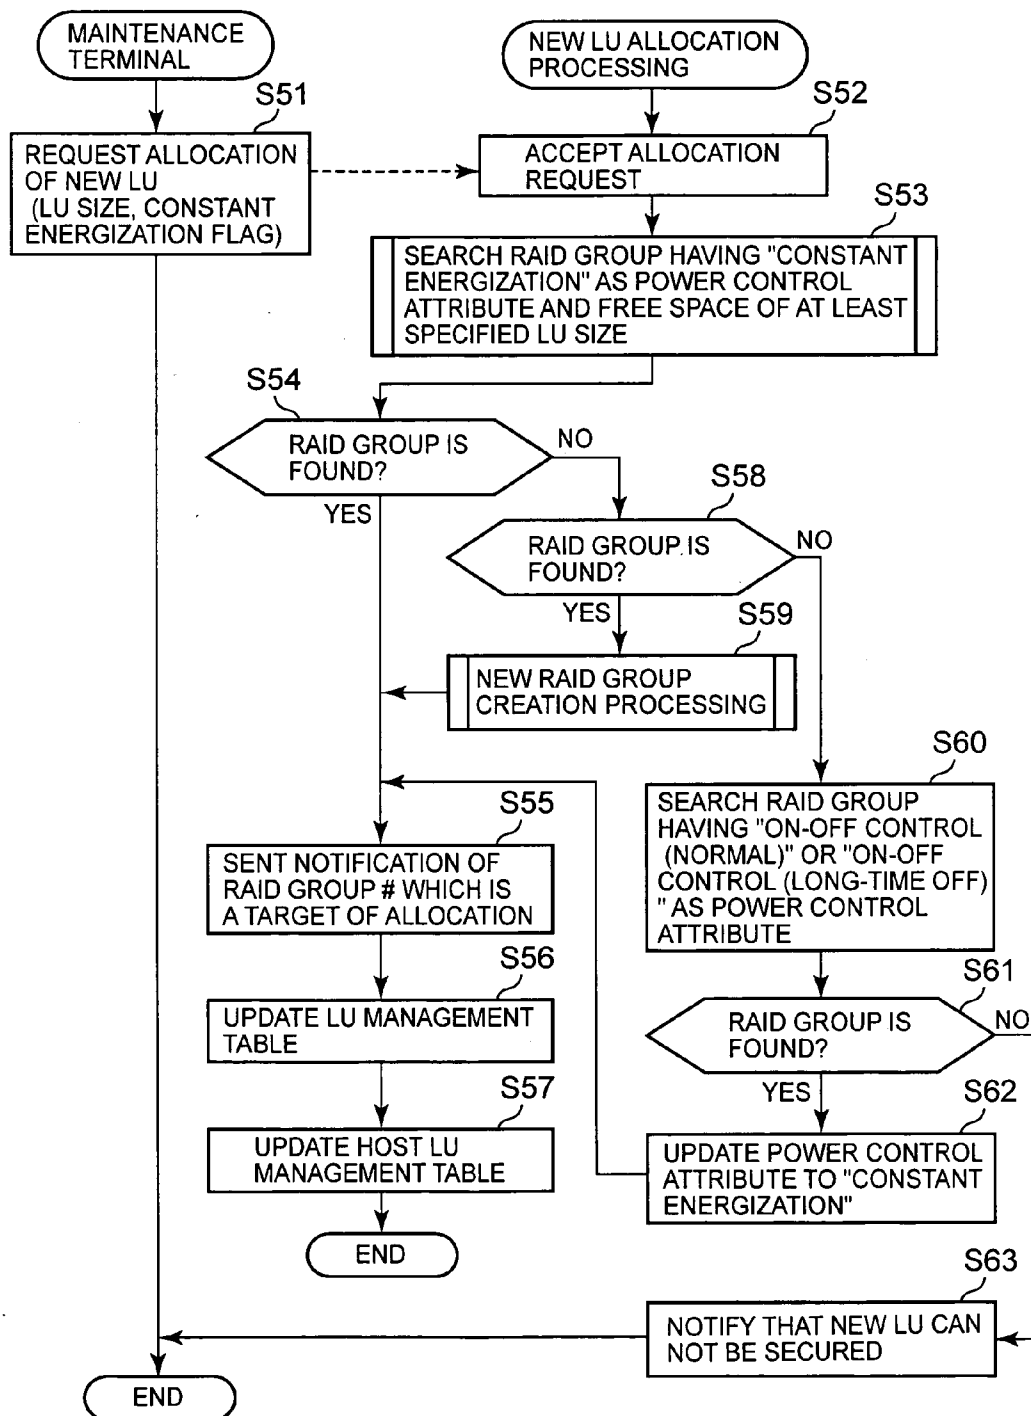 MAINTENANCE
TERMINAL
NEW LU ALLOCATION
PROCESSING
S51
REQUEST ALLOCATION
OF NEW LU
(LU SIZE, CONSTANT
ENERGIZATION FLAG)
S52
ACCEPT ALLOCATION
REQUEST
S53
SEARCH RAID GROUP HAVING "CONSTANT
ENERGIZATION" AS POWER CONTROL
ATTRIBUTE AND FREE SPACE OF AT LEAST
SPECIFIED LU SIZE
S54
RAID GROUP IS
FOUND?
NO
YES
S58
RAID GROUP IS
FOUND?
NO
YES
S59
NEW RAID GROUP
CREATION PROCESSING
S60
SEARCH RAID GROUP
HAVING "ON-OFF CONTROL
(NORMAL)" OR "ON-OFF
CONTROL (LONG-TIME OFF)
" AS POWER CONTROL
ATTRIBUTE
S55
SENT NOTIFICATION OF
RAID GROUP # WHICH IS
A TARGET OF ALLOCATION
S56
UPDATE LU MANAGEMENT
TABLE
S57
UPDATE HOST LU
MANAGEMENT TABLE
END
S61
RAID GROUP IS
FOUND?
NO
YES
S62
UPDATE POWER CONTROL
ATTRIBUTE TO "CONSTANT
ENERGIZATION"
S63
NOTIFY THAT NEW LU CAN
NOT BE SECURED
END